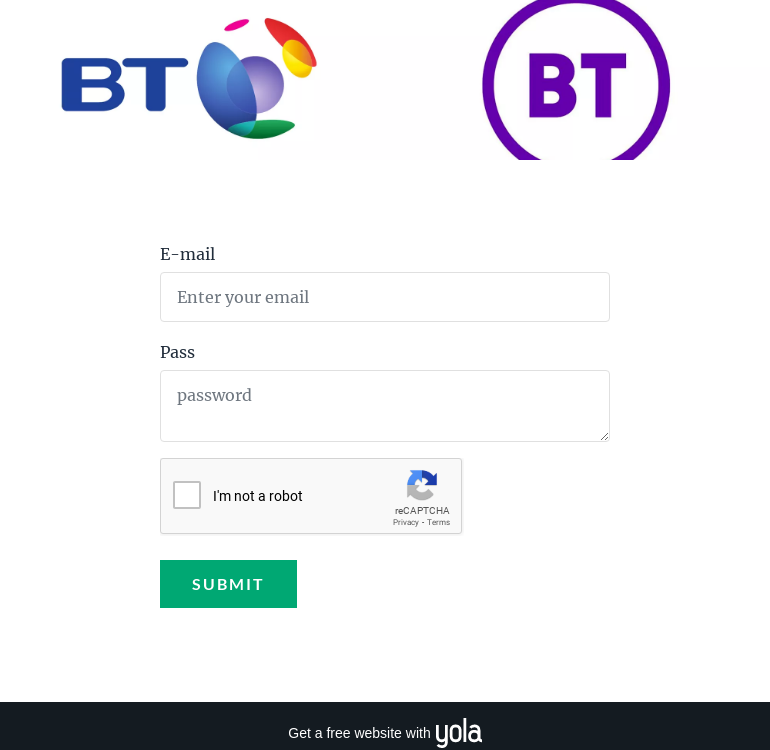 BT
BT
E-mail
Enter your email
Pass
password
I'm not a robot
reCAPTCHA
Privacy - Terms
SUBMIT
Get a free website with yola